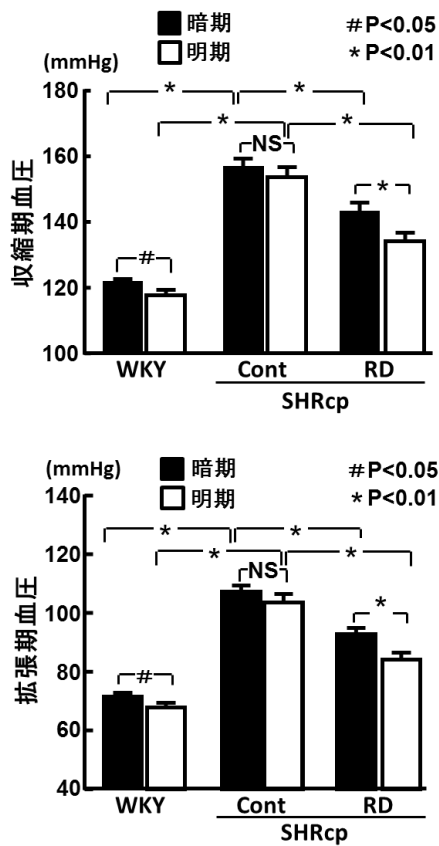 暗期 #P<0.05
(mmHg) 明期 *P<0.01
180
* *
* *
160
NS
*
収縮期血圧
140
#
120
100
WKY Cont RD
SHRcp
(mmHg) 暗期 #P<0.05
明期 *P<0.01
140
* *
* *
120
NS
100
*
拡張期血圧
80
#
60
40
WKY Cont RD
SHRcp